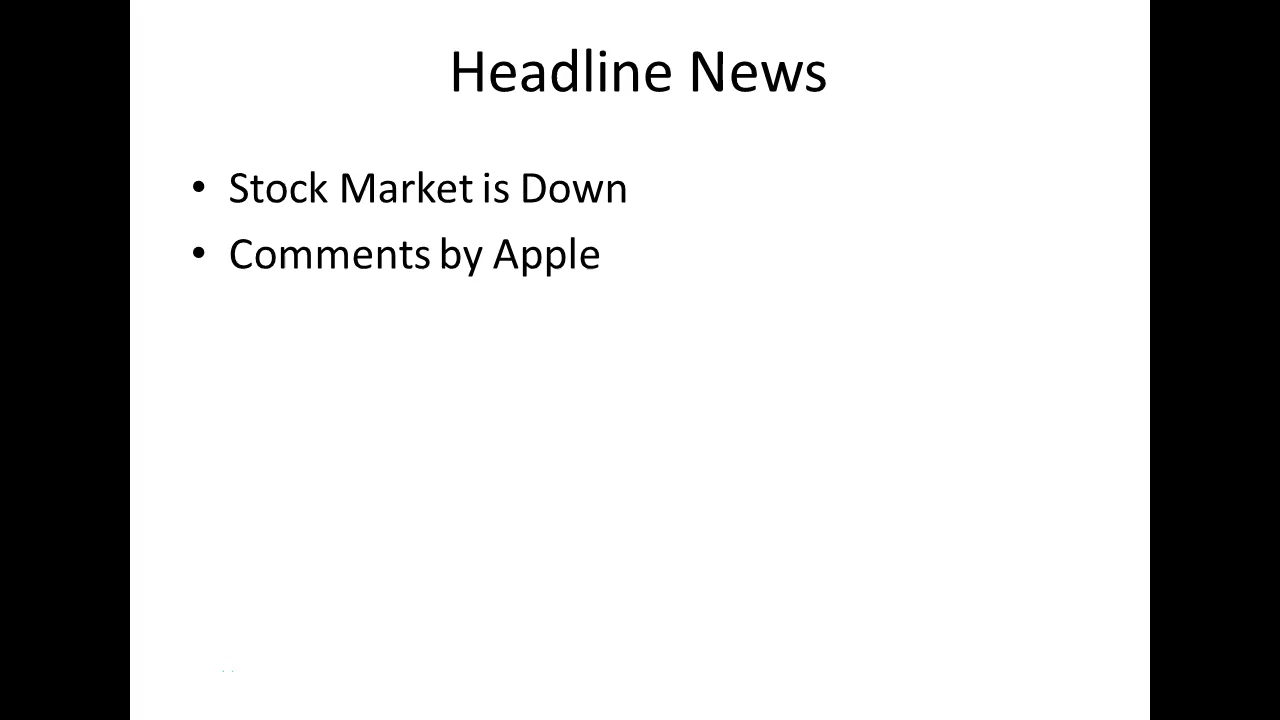 Headline News
• Stock Market is Down
• Comments by Apple